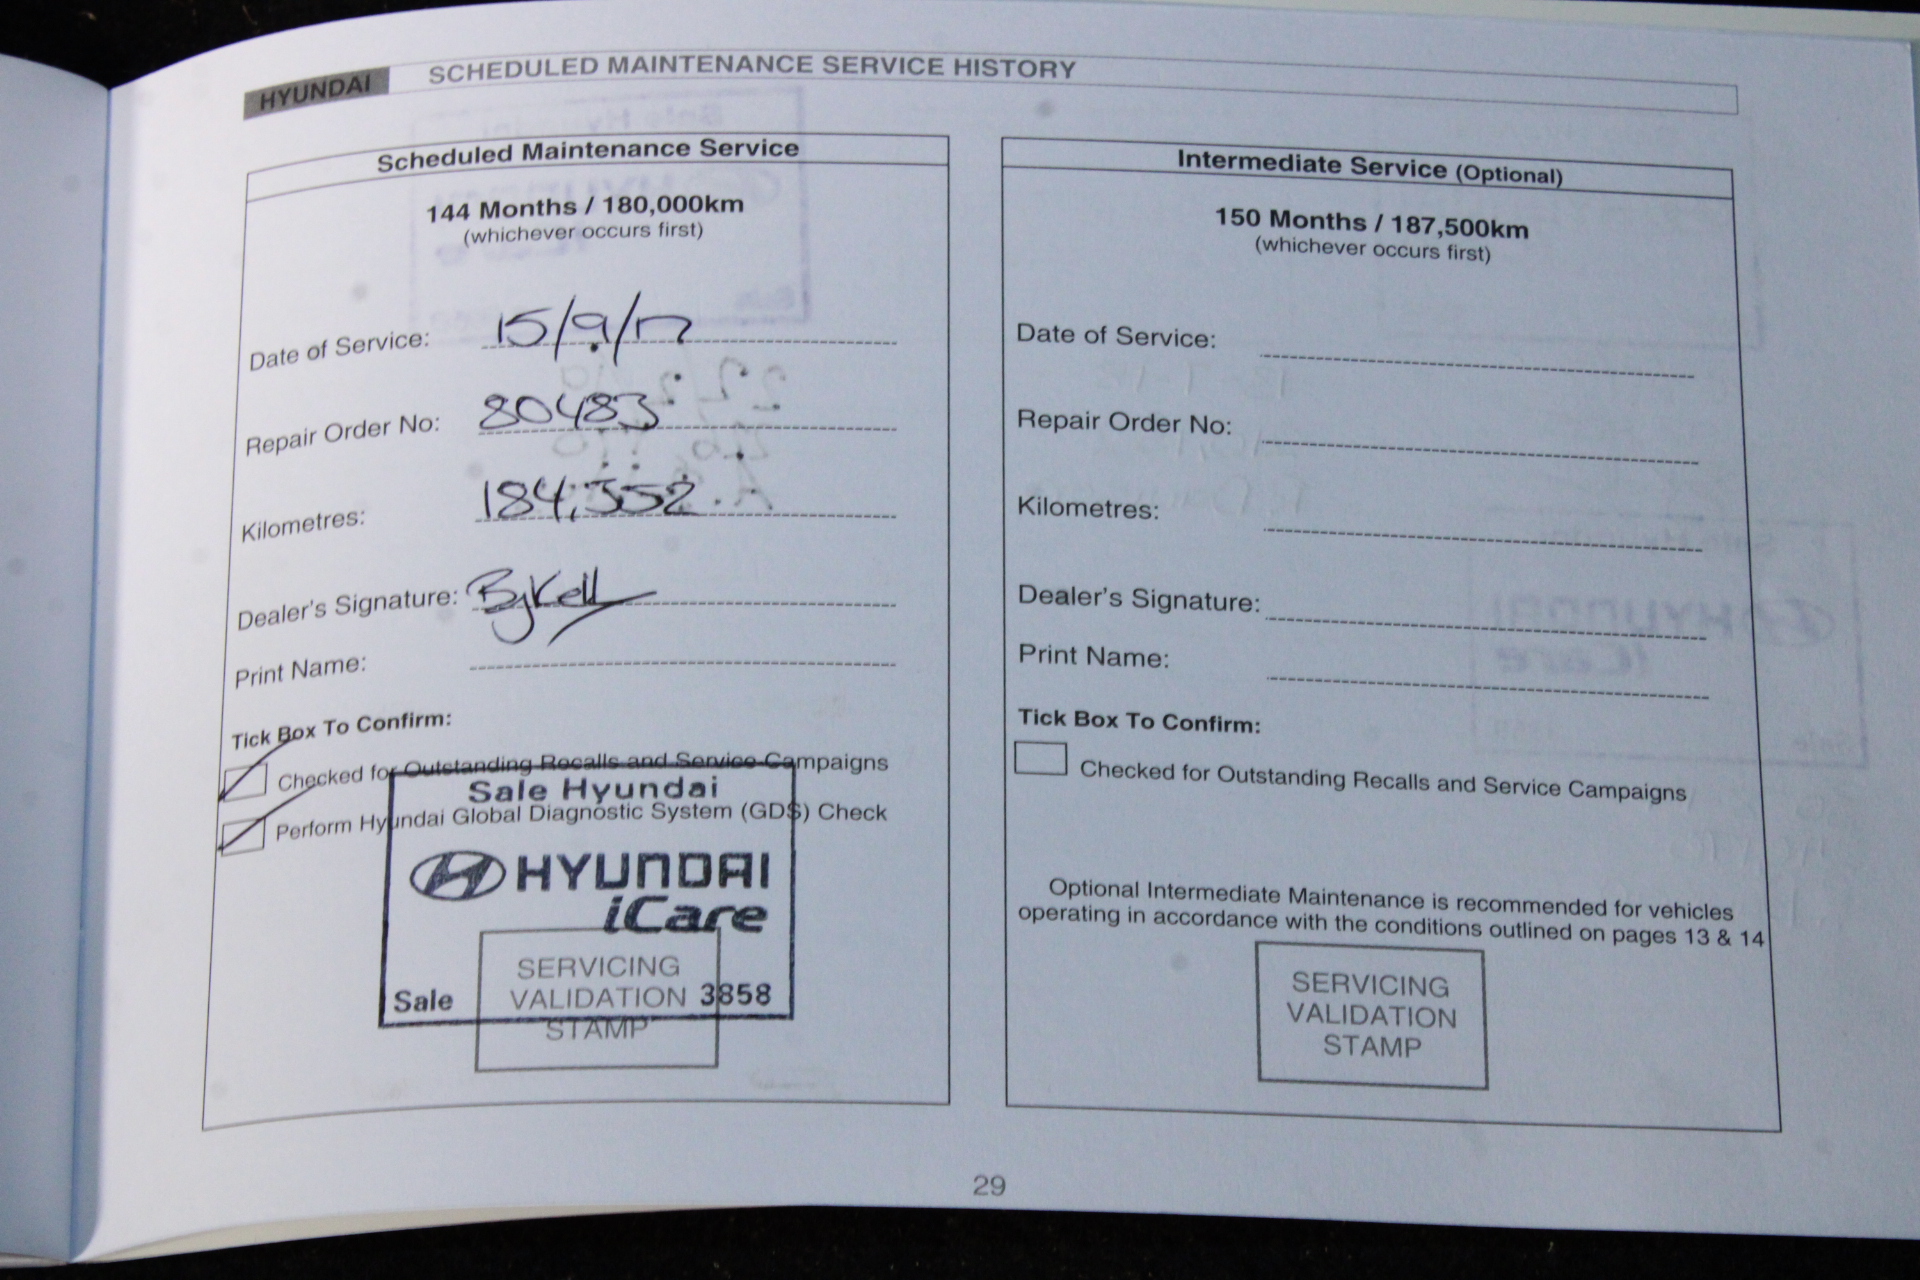 HYUNDAI SCHEDULED MAINTENANCE SERVICE HISTORY
Scheduled Maintenance Service
144 Months / 180,000km
(whichever occurs first)
Date of Service: 15/9/17
Repair Order No: 80483
Kilometres: 184,352
Dealer's Signature:
Print Name:
Tick Box To Confirm:
Checked for Outstanding Recalls and Service Campaigns
Perform Hyundai Global Diagnostic System (GDS) Check
Sale Hyundai
HYUNDAI
iCare
Sale 3858
SERVICING
VALIDATION
STAMP
Intermediate Service (Optional)
150 Months / 187,500km
(whichever occurs first)
Date of Service:
Repair Order No:
Kilometres:
Dealer's Signature:
Print Name:
Tick Box To Confirm:
Checked for Outstanding Recalls and Service Campaigns
Optional Intermediate Maintenance is recommended for vehicles
operating in accordance with the conditions outlined on pages 13 & 14
SERVICING
VALIDATION
STAMP
29